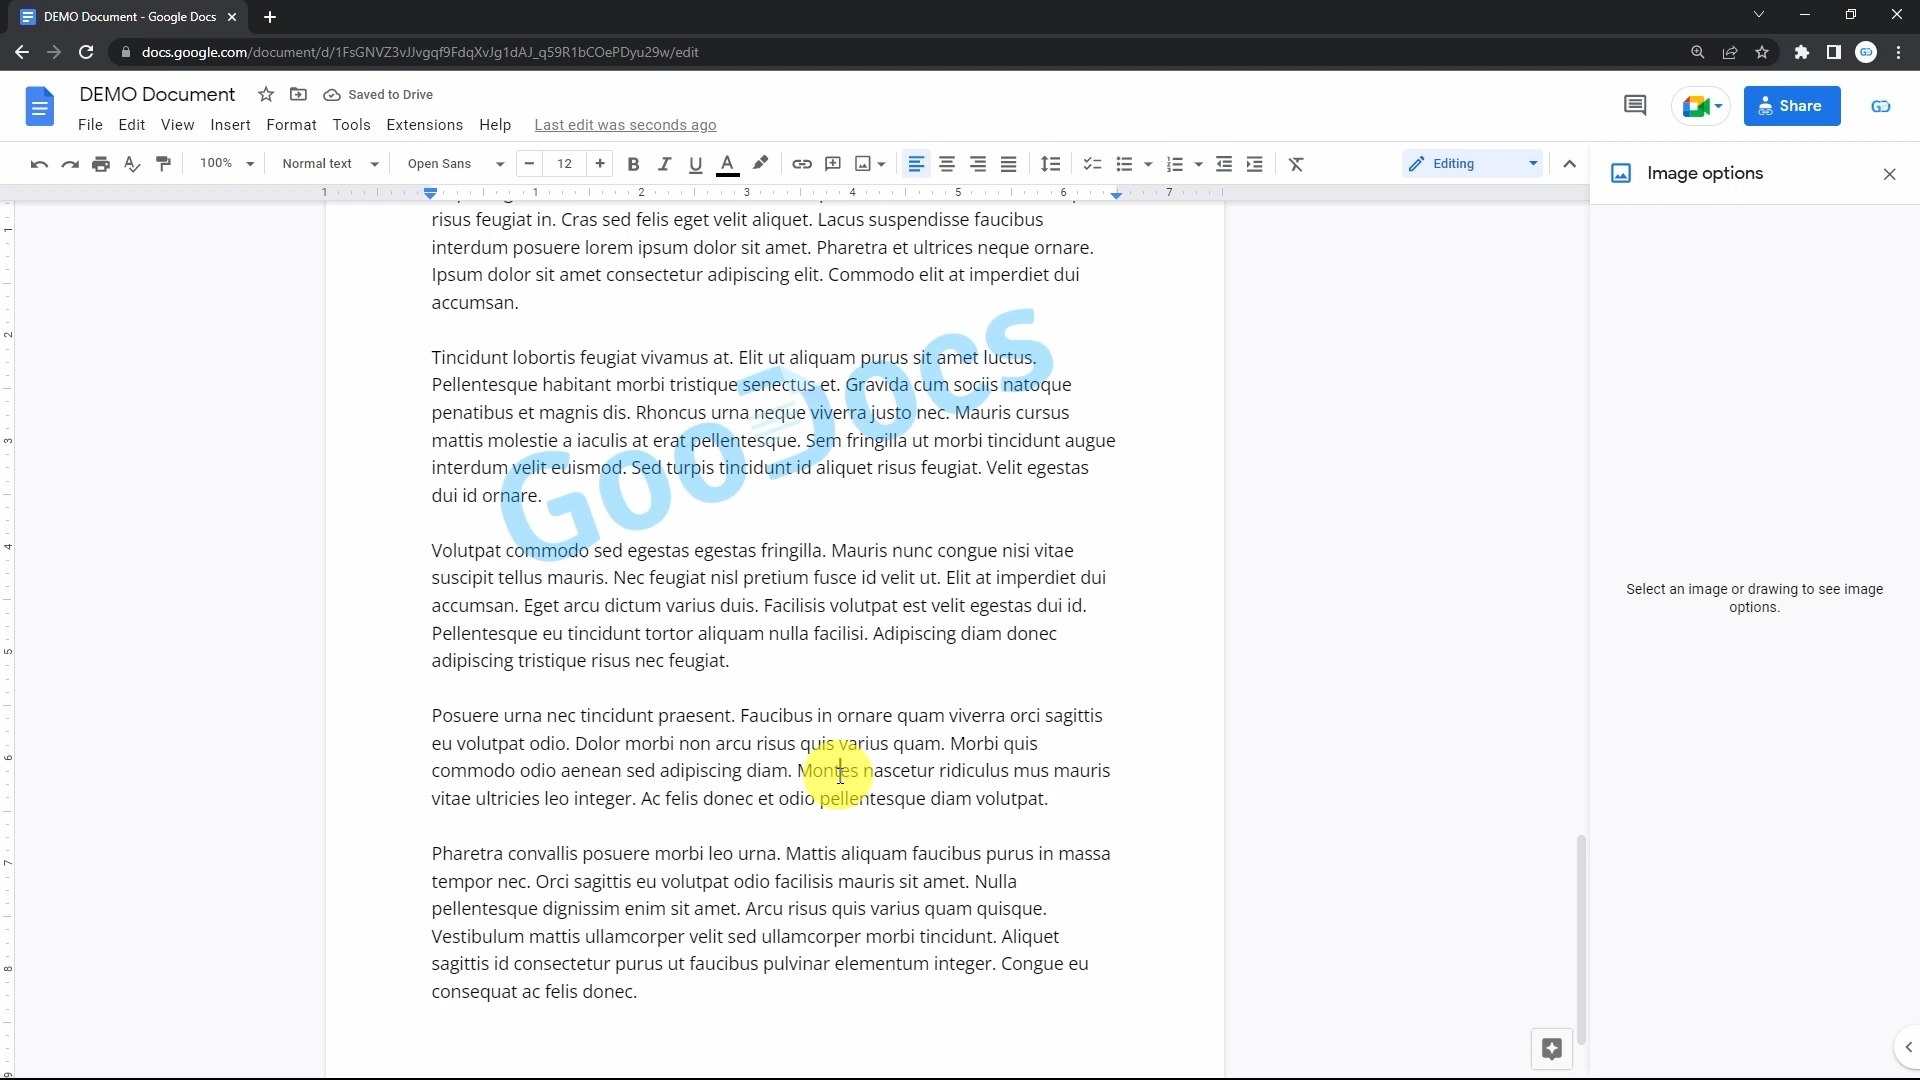 DEMO Document - Google Docs
docs.google.com/document/d/1FsGNVZ3vJJvgqf9FdqXvJg1dAJ_q59R1bCOePDyu29w/edit
DEMO Document
Saved to Drive
File Edit View Insert Format Tools Extensions Help Last edit was seconds ago
Share
GD
100% Normal text Open Sans 12 Editing
Image options
1 1 2 3 4 5 6 7
risus feugiat in. Cras sed felis eget velit aliquet. Lacus suspendisse faucibus
interdum posuere lorem ipsum dolor sit amet. Pharetra et ultrices neque ornare.
Ipsum dolor sit amet consectetur adipiscing elit. Commodo elit at imperdiet dui
accumsan.
GooDocs
Tincidunt lobortis feugiat vivamus at. Elit ut aliquam purus sit amet luctus.
Pellentesque habitant morbi tristique senectus et. Gravida cum sociis natoque
penatibus et magnis dis. Rhoncus urna neque viverra justo nec. Mauris cursus
mattis molestie a iaculis at erat pellentesque. Sem fringilla ut morbi tincidunt augue
interdum velit euismod. Sed turpis tincidunt id aliquet risus feugiat. Velit egestas
dui id ornare.
Volutpat commodo sed egestas egestas fringilla. Mauris nunc congue nisi vitae
suscipit tellus mauris. Nec feugiat nisl pretium fusce id velit ut. Elit at imperdiet dui
accumsan. Eget arcu dictum varius duis. Facilisis volutpat est velit egestas dui id.
Pellentesque eu tincidunt tortor aliquam nulla facilisi. Adipiscing diam donec
adipiscing tristique risus nec feugiat.
Posuere urna nec tincidunt praesent. Faucibus in ornare quam viverra orci sagittis
eu volutpat odio. Dolor morbi non arcu risus quis varius quam. Morbi quis
commodo odio aenean sed adipiscing diam. Montes nascetur ridiculus mus mauris
vitae ultricies leo integer. Ac felis donec et odio pellentesque diam volutpat.
Pharetra convallis posuere morbi leo urna. Mattis aliquam faucibus purus in massa
tempor nec. Orci sagittis eu volutpat odio facilisis mauris sit amet. Nulla
pellentesque dignissim enim sit amet. Arcu risus quis varius quam quisque.
Vestibulum mattis ullamcorper velit sed ullamcorper morbi tincidunt. Aliquet
sagittis id consectetur purus ut faucibus pulvinar elementum integer. Congue eu
consequat ac felis donec.
Select an image or drawing to see image
options.